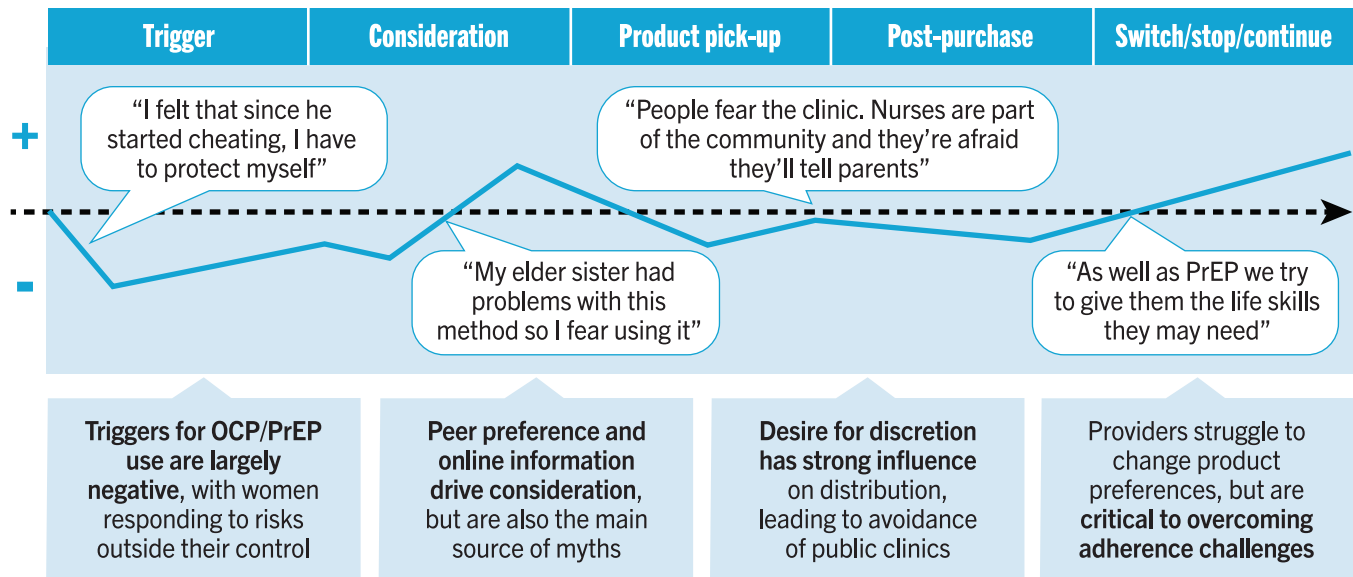 Trigger
Consideration
Product pick-up
Post-purchase
Switch/stop/continue
+
-
“I felt that since he
started cheating, I have
to protect myself”
“People fear the clinic. Nurses are part
of the community and they’re afraid
they’ll tell parents”
“My elder sister had
problems with this
method so I fear using it”
“As well as PrEP we try
to give them the life skills
they may need”
Triggers for OCP/PrEP
use are largely
negative, with women
responding to risks
outside their control
Peer preference and
online information
drive consideration,
but are also the main
source of myths
Desire for discretion
has strong influence
on distribution,
leading to avoidance
of public clinics
Providers struggle to
change product
preferences, but are
critical to overcoming
adherence challenges